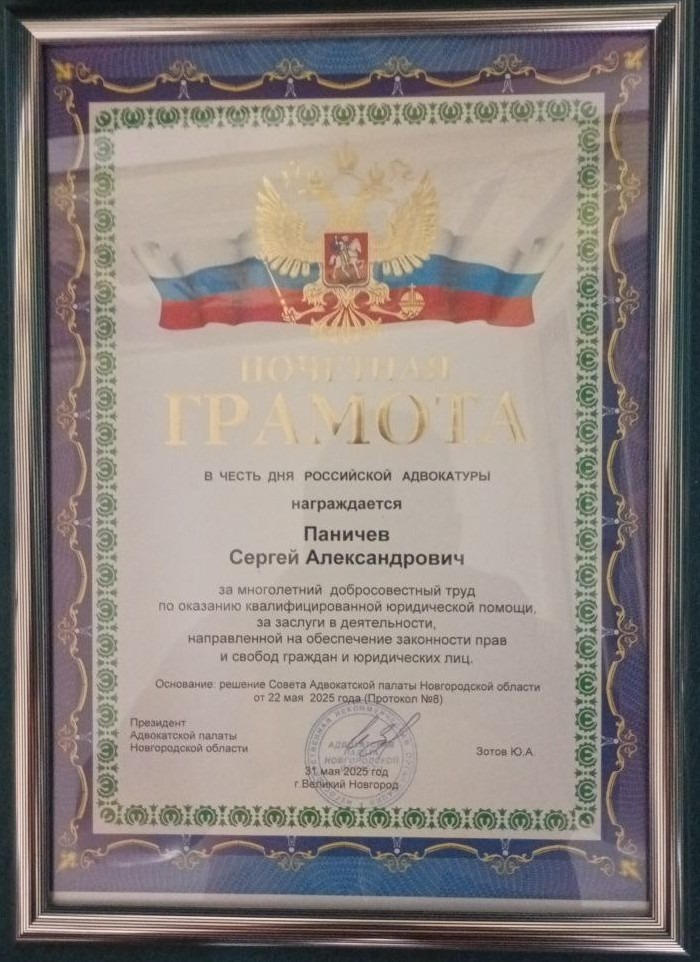 ПОЧЕТНАЯ
ГРАМОТА
В ЧЕСТЬ ДНЯ РОССИЙСКОЙ АДВОКАТУРЫ
награждается
Паничев
Сергей Александрович
за многолетний добросовестный труд
по оказанию квалифицированной юридической помощи,
за заслуги в деятельности,
направленной на обеспечение законности прав
и свобод граждан и юридических лиц.
Основание: решение Совета Адвокатской палаты Новгородской области
от 22 мая 2025 года (Протокол №8)
Президент
Адвокатской палаты
Новгородской области
АДВОКАТСКАЯ
ПАЛАТА
НОВГОРОДСКОЙ
Зотов Ю.А.
31 мая 2025 год
г.Великий Новгород